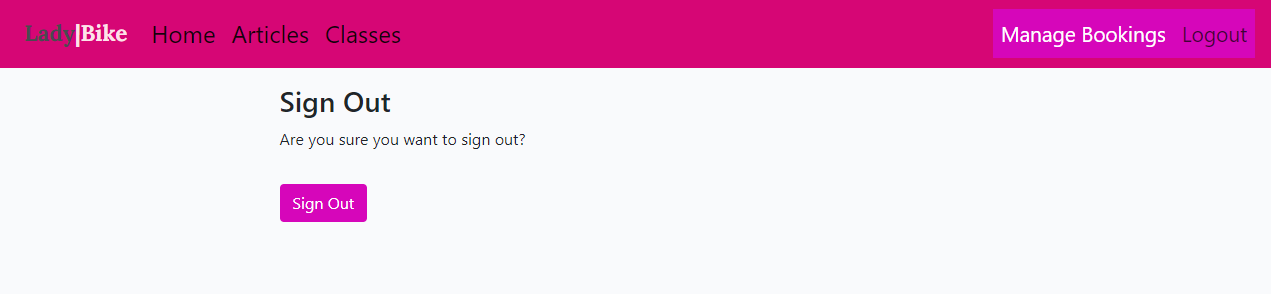 Lady|Bike Home Articles Classes Manage Bookings Logout
Sign Out
Are you sure you want to sign out?
Sign Out